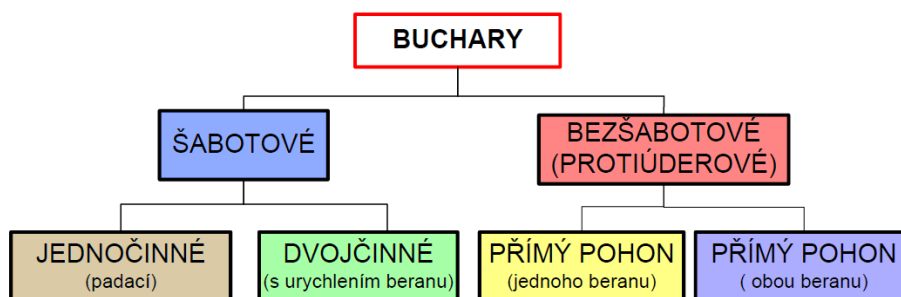 BUCHARY
ŠABOTOVÉ
BEZŠABOTOVÉ
(PROTIÚDEROVÉ)
JEDNOČINNÉ
(padací)
DVOJČINNÉ
(s urychlením beranu)
PŘÍMÝ POHON
(jednoho beranu)
PŘÍMÝ POHON
( obou beranu)